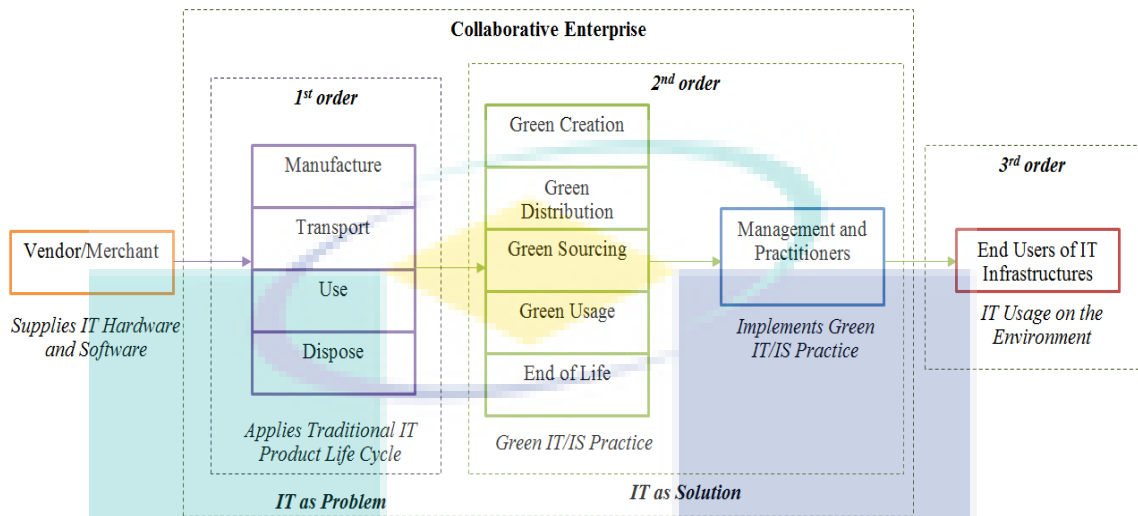 Collaborative Enterprise
1st order
2nd order
3rd order
Vendor/Merchant
Supplies IT Hardware
and Software
Manufacture
Transport
Use
Dispose
Applies Traditional IT
Product Life Cycle
IT as Problem
Green Creation
Green
Distribution
Green Sourcing
Green Usage
End of Life
Green IT/IS Practice
IT as Solution
Management and
Practitioners
Implements Green
IT/IS Practice
End Users of IT
Infrastructures
IT Usage on the
Environment